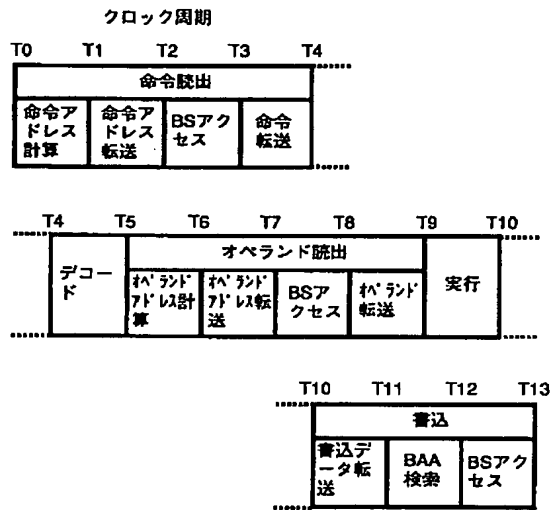 クロック周期
T0 T1 T2 T3 T4
命令読出
命令ア 命令ア BSアク 命令
ドレス ドレス セス 転送
計算 転送
T4 T5 T6 T7 T8 T9 T10
オペランド読出
デコー 実行
ド
オペランド オペランド BSア オペランド
アドレス計 アドレス転 クセス 転送
算 送
T10 T11 T12 T13
書込
書込デ BAA BSアク
ータ転 検索 セス
送